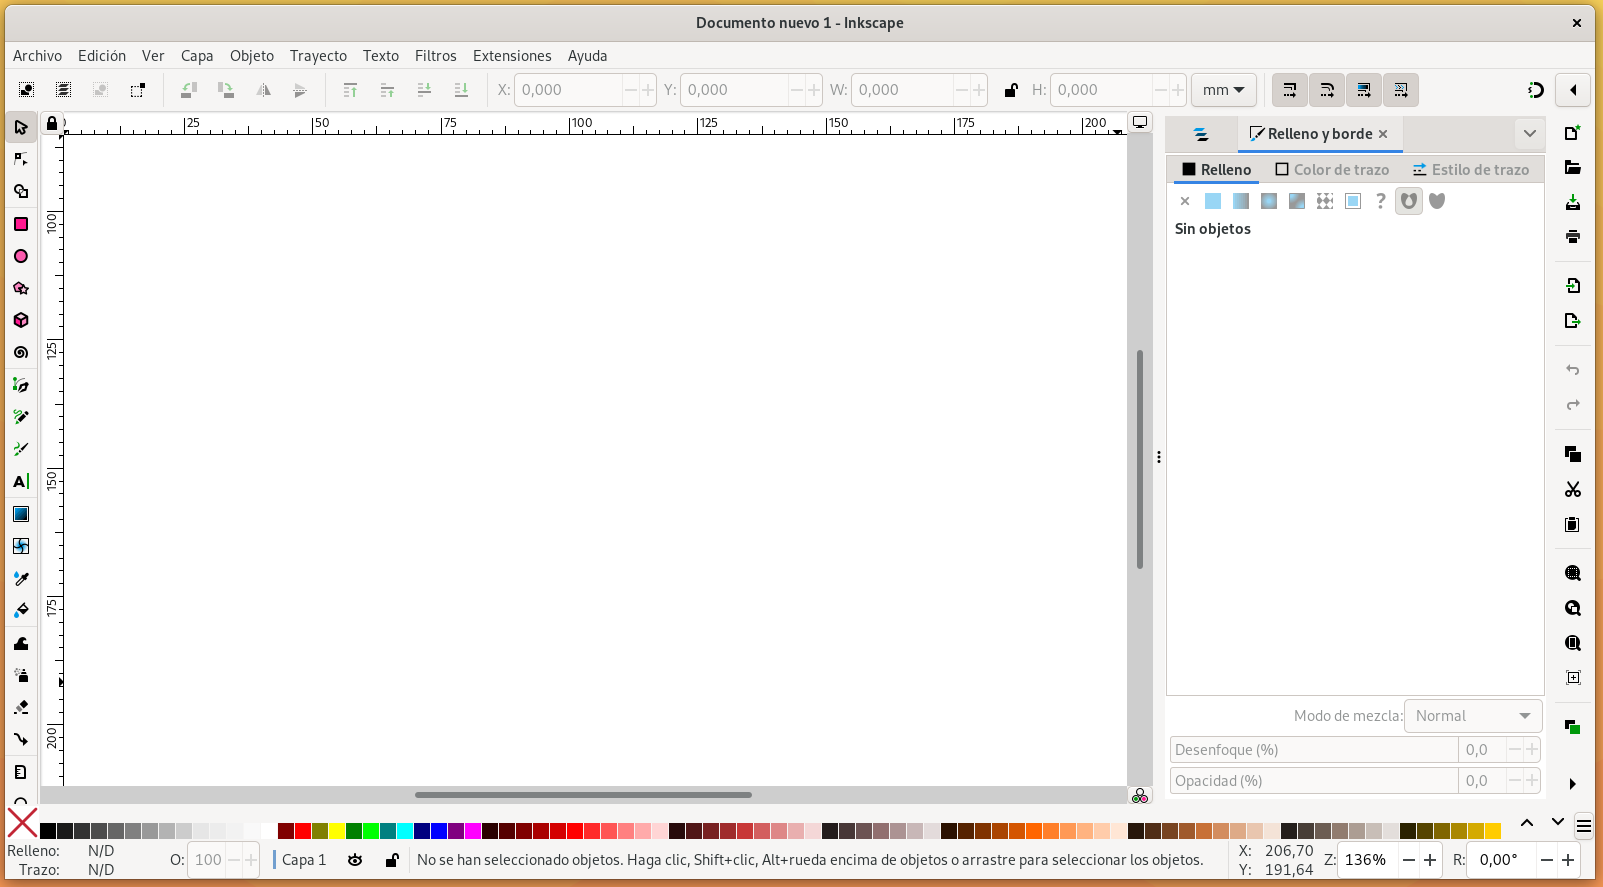 Documento nuevo 1 - Inkscape
Archivo Edición Ver Capa Objeto Trayecto Texto Filtros Extensiones Ayuda
X: 0,000 Y: 0,000 W: 0,000 H: 0,000 mm
25 50 75 100 125 150 175 200
100
125
150
175
200
Relleno y borde
Relleno Color de trazo Estilo de trazo
Sin objetos
Modo de mezcla: Normal
Desenfoque (%) 0,0
Opacidad (%) 0,0
Relleno: N/D
Trazo: N/D
O: 100
Capa 1
No se han seleccionado objetos. Haga clic, Shift+clic, Alt+rueda encima de objetos o arrastre para seleccionar los objetos.
X: 206,70
Y: 191,64
Z: 136% R: 0,00°